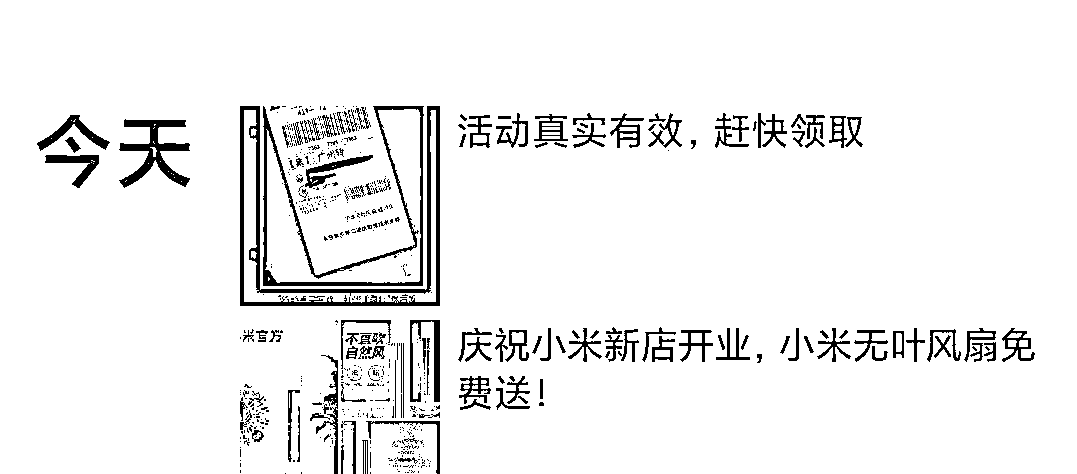 今天
活动真实有效，赶快领取
庆祝小米新店开业，小米无叶风扇免
费送！
米官方
不直吹
自然风